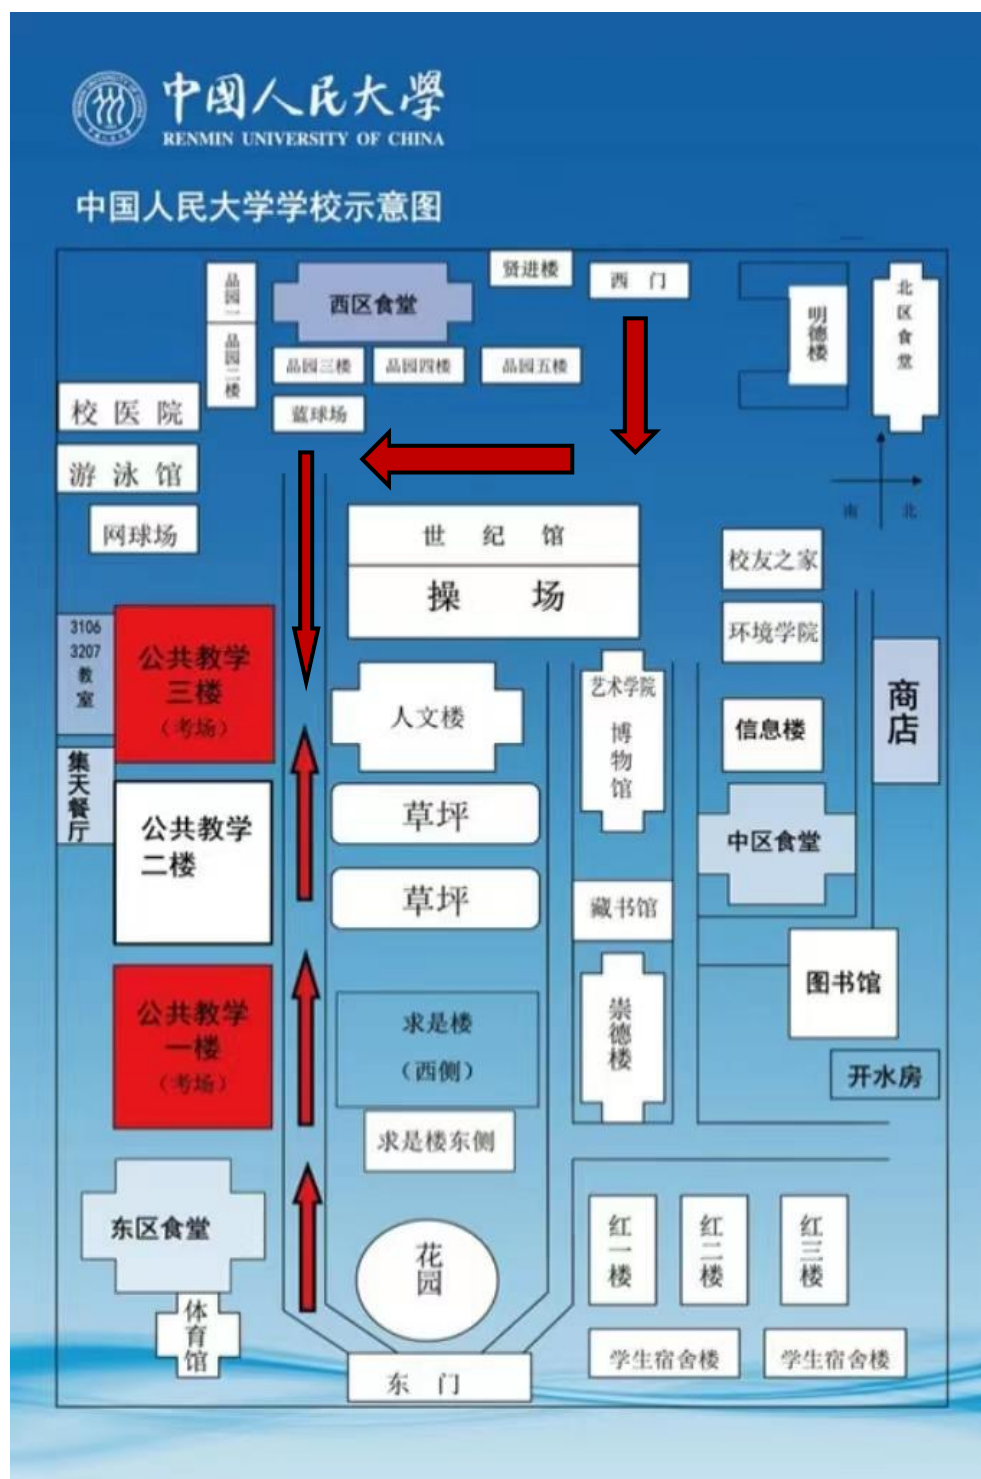 中国人民大学
RENMIN UNIVERSITY OF CHINA
中国人民大学学校示意图
品园一
品园二楼
西区食堂
贤进楼
西 门
明德楼
北区食堂
品园三楼
品园四楼
品园五楼
蓝球场
校 医 院
游 泳 馆
网球场
南
北
世 纪 馆
操 场
校友之家
环境学院
3106
3207
教
室
公共教学
三楼
(考场)
人文楼
艺术学院
博物馆
信息楼
商店
集天餐厅
公共教学
二楼
草坪
草坪
中区食堂
藏书馆
公共教学
一楼
(考场)
求是楼
(西侧)
崇德楼
图书馆
开水房
求是楼东侧
东区食堂
体育馆
花园
红一楼
红二楼
红三楼
学生宿舍楼
学生宿舍楼
东 门